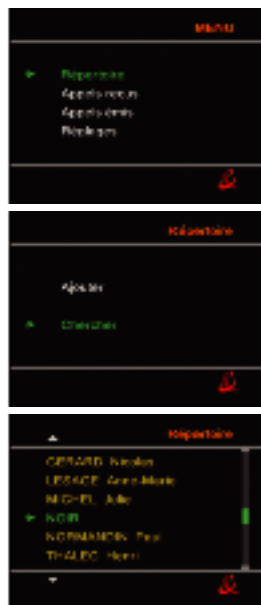 MENU
Répertoire
Appels reçus
Appels émis
Réglages
Répertoire
Ajouter
Chercher
Répertoire
GERARD Nicolas
LESAGE Anne-Marie
MICHEL Julie
NOIR
NORMANDIN Paul
THALEC Henri